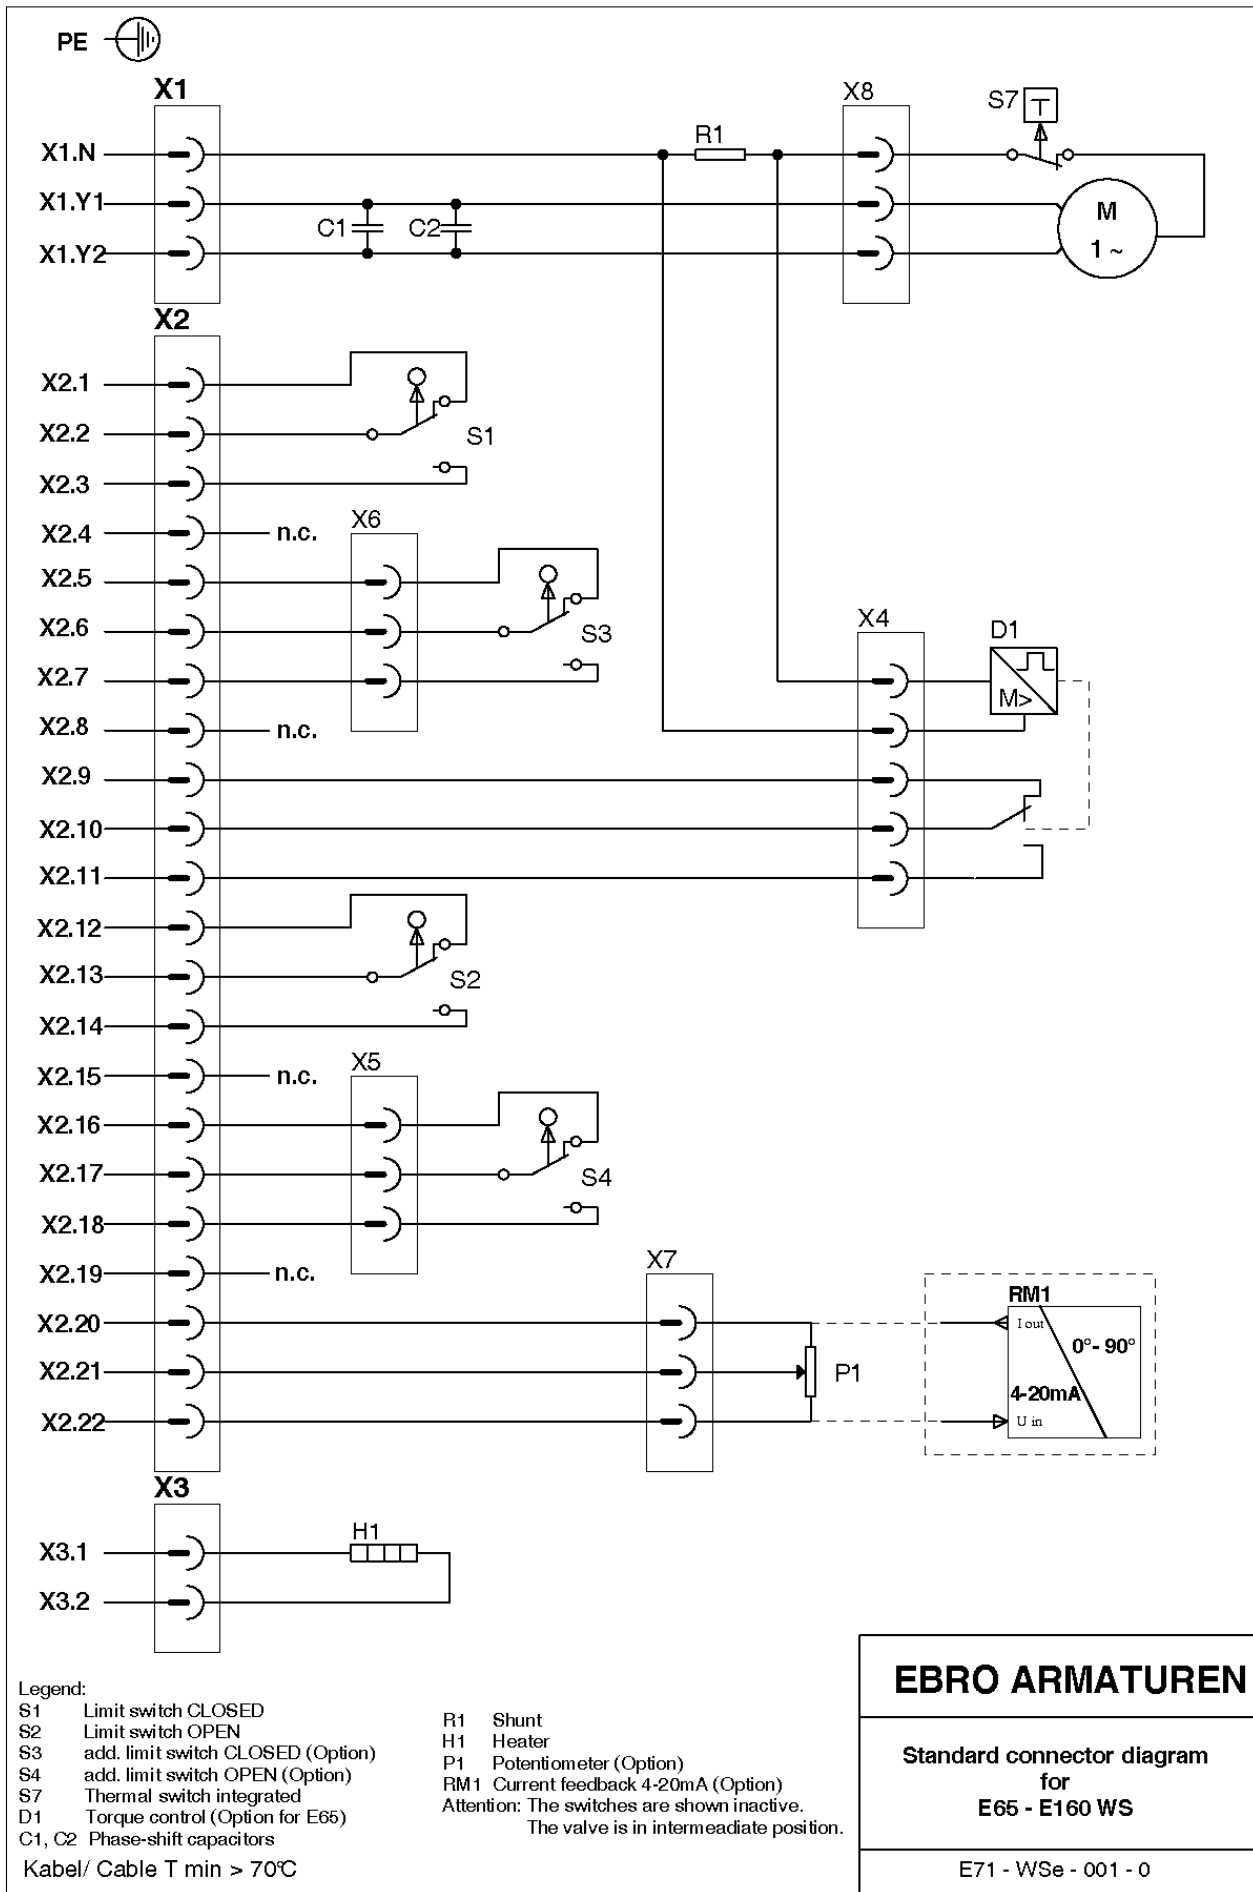 PE
X1
X8
S7
T
X1.N
R1
X1.Y1
C1
C2
M
1 ~
X1.Y2
X2
X2.1
X2.2
S1
X2.3
X2.4
n.c.
X6
X2.5
X2.6
S3
X4
D1
X2.7
M>
X2.8
n.c.
X2.9
X2.10
X2.11
X2.12
X2.13
S2
X2.14
X2.15
n.c.
X5
X2.16
X2.17
S4
X2.18
X2.19
n.c.
X7
RM1
X2.20
I out
0°- 90°
X2.21
P1
4-20mA
X2.22
U in
X3
H1
X3.1
X3.2
Legend:
S1 Limit switch CLOSED
S2 Limit switch OPEN
S3 add. limit switch CLOSED (Option)
S4 add. limit switch OPEN (Option)
S7 Thermal switch integrated
D1 Torque control (Option for E65)
C1, C2 Phase-shift capacitors
Kabel/ Cable T min > 70°C
R1 Shunt
H1 Heater
P1 Potentiometer (Option)
RM1 Current feedback 4-20mA (Option)
Attention: The switches are shown inactive.
The valve is in intermeadiate position.
EBRO ARMATUREN
Standard connector diagram
for
E65 - E160 WS
E71 - WSe - 001 - 0